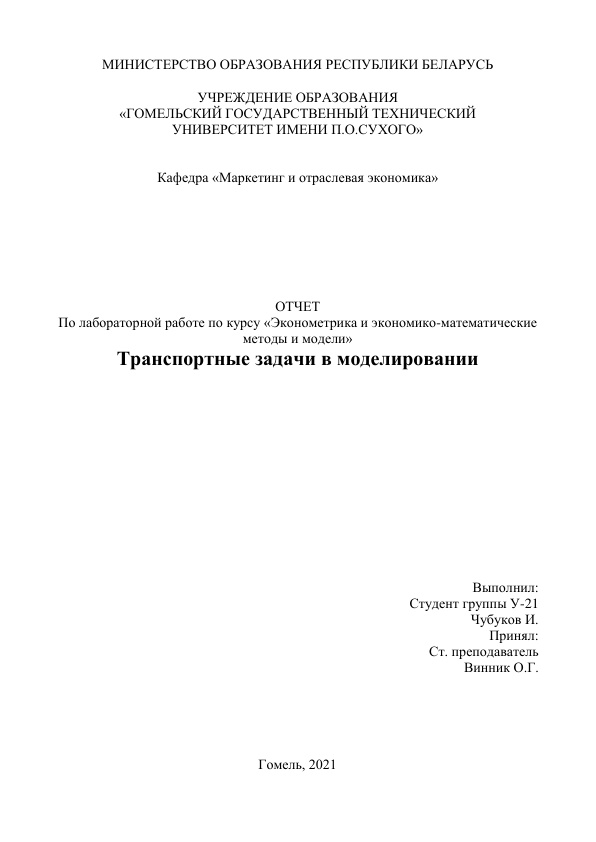 МИНИСТЕРСТВО ОБРАЗОВАНИЯ РЕСПУБЛИКИ БЕЛАРУСЬ
УЧРЕЖДЕНИЕ ОБРАЗОВАНИЯ
«ГОМЕЛЬСКИЙ ГОСУДАРСТВЕННЫЙ ТЕХНИЧЕСКИЙ
УНИВЕРСИТЕТ ИМЕНИ П.О.СУХОГО»
Кафедра «Маркетинг и отраслевая экономика»
ОТЧЕТ
По лабораторной работе по курсу «Эконометрика и экономико-математические
методы и модели»
Транспортные задачи в моделировании
Выполнил:
Студент группы У-21
Чубуков И.
Принял:
Ст. преподаватель
Винник О.Г.
Гомель, 2021